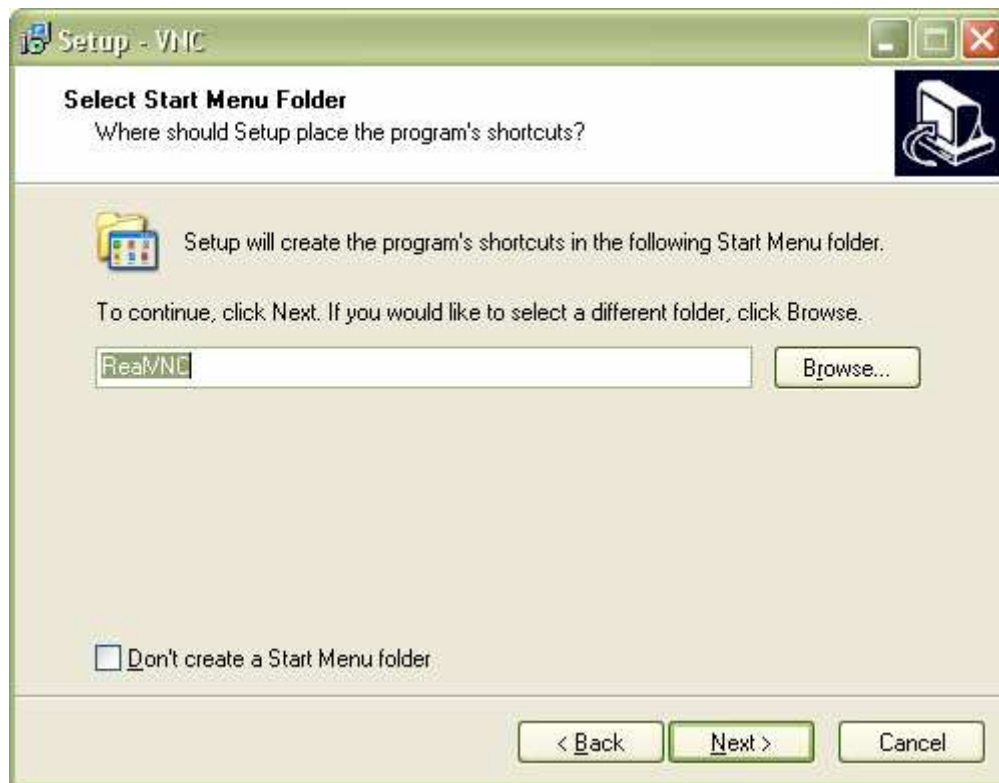 Setup - VNC
Select Start Menu Folder
Where should Setup place the program's shortcuts?
Setup will create the program's shortcuts in the following Start Menu folder.
To continue, click Next. If you would like to select a different folder, click Browse.
RealVNC
Browse...
Don't create a Start Menu folder
< Back
Next >
Cancel